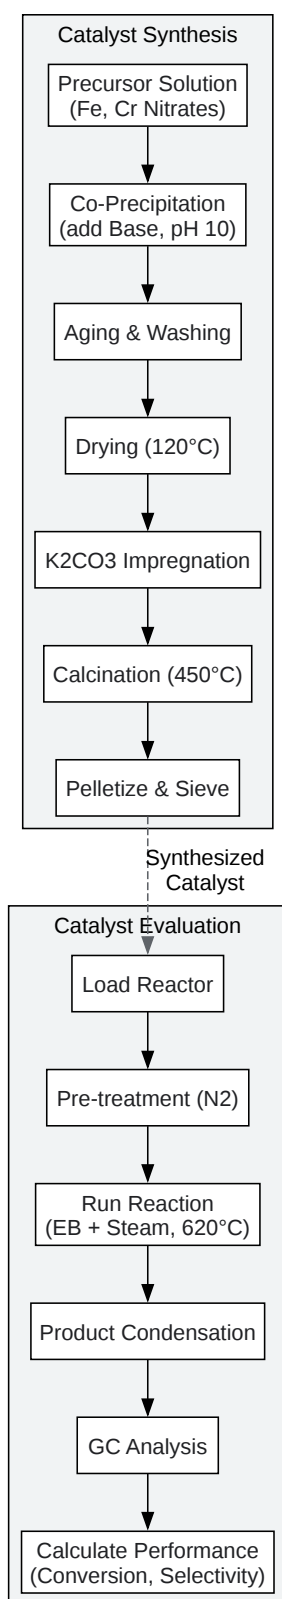 Catalyst Synthesis
Precursor Solution
(Fe, Cr Nitrates)
Co-Precipitation
(add Base, pH 10)
Aging & Washing
Drying (120°C)
K2CO3 Impregnation
Calcination (450°C)
Pelletize & Sieve
Synthesized
Catalyst
Catalyst Evaluation
Load Reactor
Pre-treatment (N2)
Run Reaction
(EB + Steam, 620°C)
Product Condensation
GC Analysis
Calculate Performance
(Conversion, Selectivity)